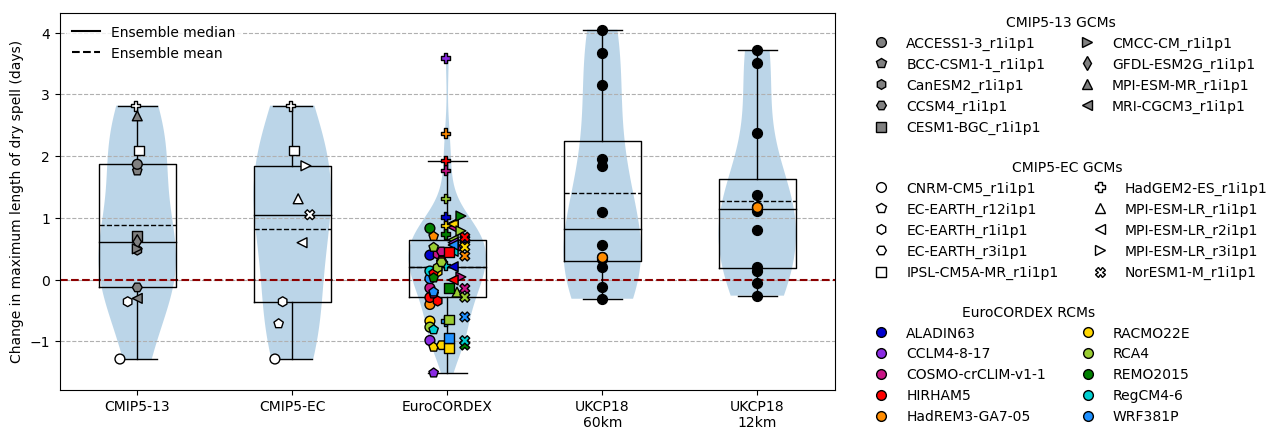 Change in maximum length of dry spell (days)
4
3
2
1
0
−1
Ensemble median
Ensemble mean
CMIP5-13
CMIP5-EC
EuroCORDEX
UKCP18
60km
UKCP18
12km
CMIP5-13 GCMs
ACCESS1-3_r1i1p1
BCC-CSM1-1_r1i1p1
CanESM2_r1i1p1
CCSM4_r1i1p1
CESM1-BGC_r1i1p1
CMCC-CM_r1i1p1
GFDL-ESM2G_r1i1p1
MPI-ESM-MR_r1i1p1
MRI-CGCM3_r1i1p1
CMIP5-EC GCMs
CNRM-CM5_r1i1p1
EC-EARTH_r12i1p1
EC-EARTH_r1i1p1
EC-EARTH_r3i1p1
IPSL-CM5A-MR_r1i1p1
HadGEM2-ES_r1i1p1
MPI-ESM-LR_r1i1p1
MPI-ESM-LR_r2i1p1
MPI-ESM-LR_r3i1p1
NorESM1-M_r1i1p1
EuroCORDEX RCMs
ALADIN63
CCLM4-8-17
COSMO-crCLIM-v1-1
HIRHAM5
HadREM3-GA7-05
RACMO22E
RCA4
REMO2015
RegCM4-6
WRF381P